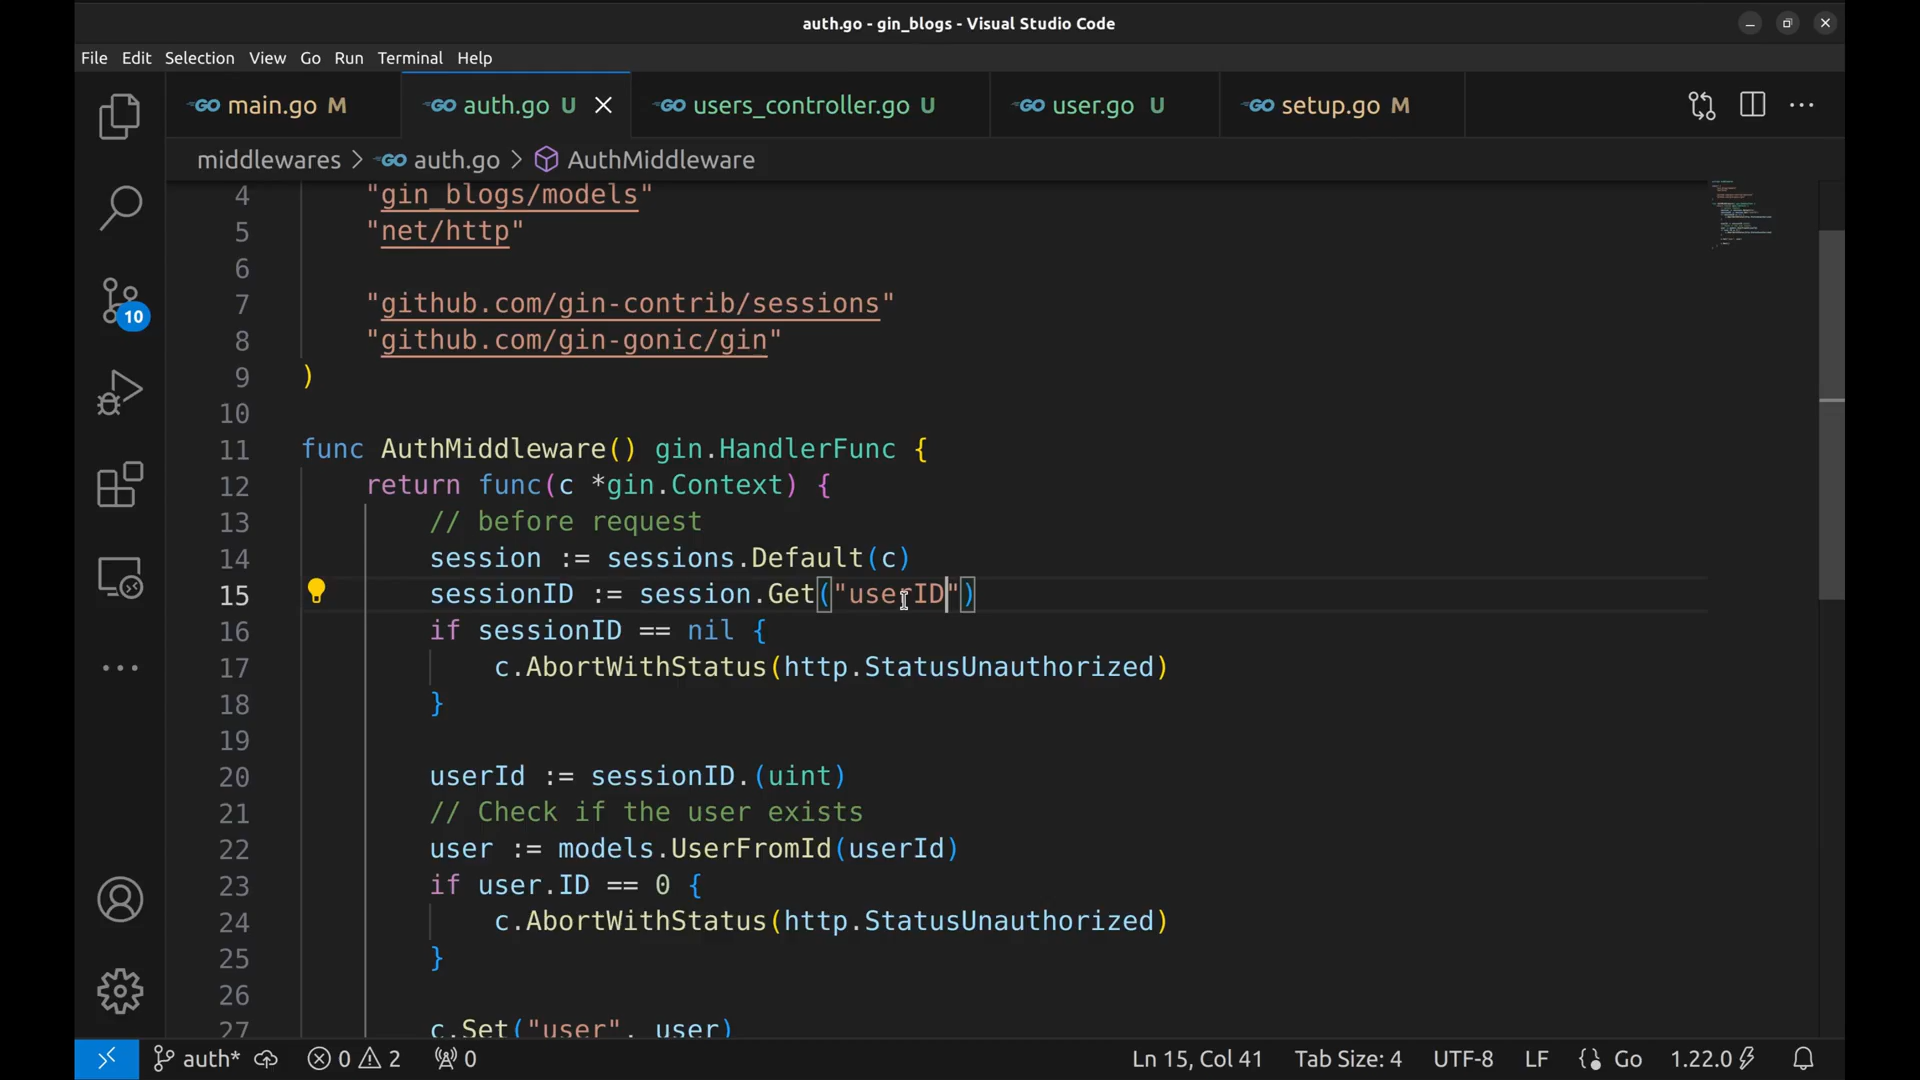 auth.go - gin_blogs - Visual Studio Code
File Edit Selection View Go Run Terminal Help
GO main.go M GO auth.go U GO users_controller.go U GO user.go U GO setup.go M
middlewares > GO auth.go > AuthMiddleware
4 "gin_blogs/models"
5 "net/http"
6
7 "github.com/gin-contrib/sessions"
8 "github.com/gin-gonic/gin"
9 )
10
11 func AuthMiddleware() gin.HandlerFunc {
12 return func(c *gin.Context) {
13 // before request
14 session := sessions.Default(c)
15 sessionID := session.Get("userID")
16 if sessionID == nil {
17 c.AbortWithStatus(http.StatusUnauthorized)
18 }
19
20 userId := sessionID.(uint)
21 // Check if the user exists
22 user := models.UserFromId(userId)
23 if user.ID == 0 {
24 c.AbortWithStatus(http.StatusUnauthorized)
25 }
26
27 c.Set("user", user)
10
auth* 0 2 0 Ln 15, Col 41 Tab Size: 4 UTF-8 LF Go 1.22.0